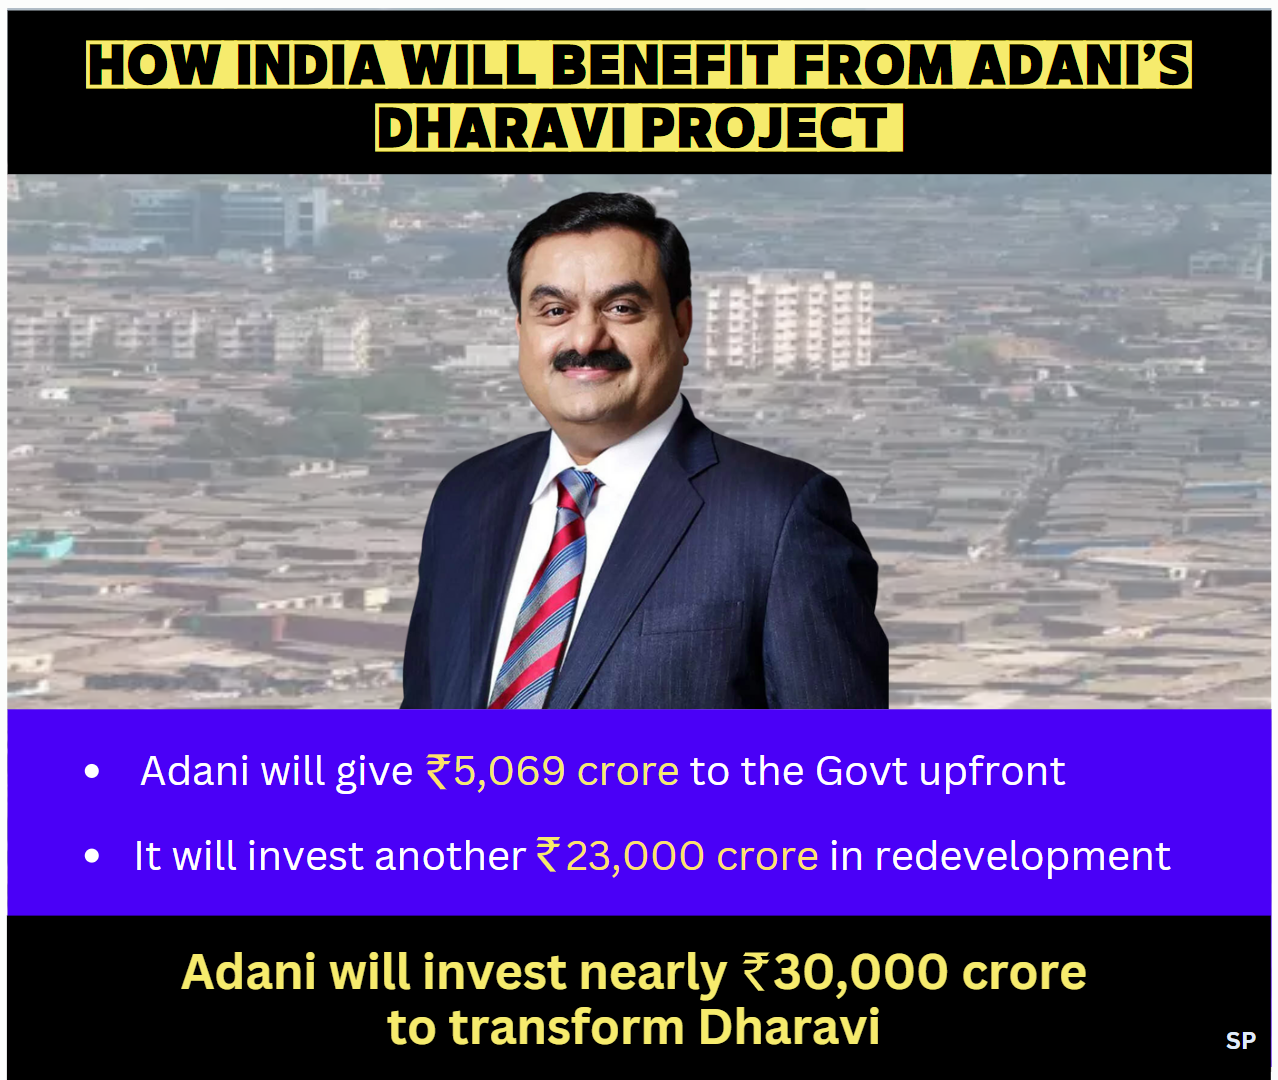 HOW INDIA WILL BENEFIT FROM ADANI’S
DHARAVI PROJECT
• Adani will give ₹5,069 crore to the Govt upfront
• It will invest another ₹23,000 crore in redevelopment
Adani will invest nearly ₹30,000 crore
to transform Dharavi
SP